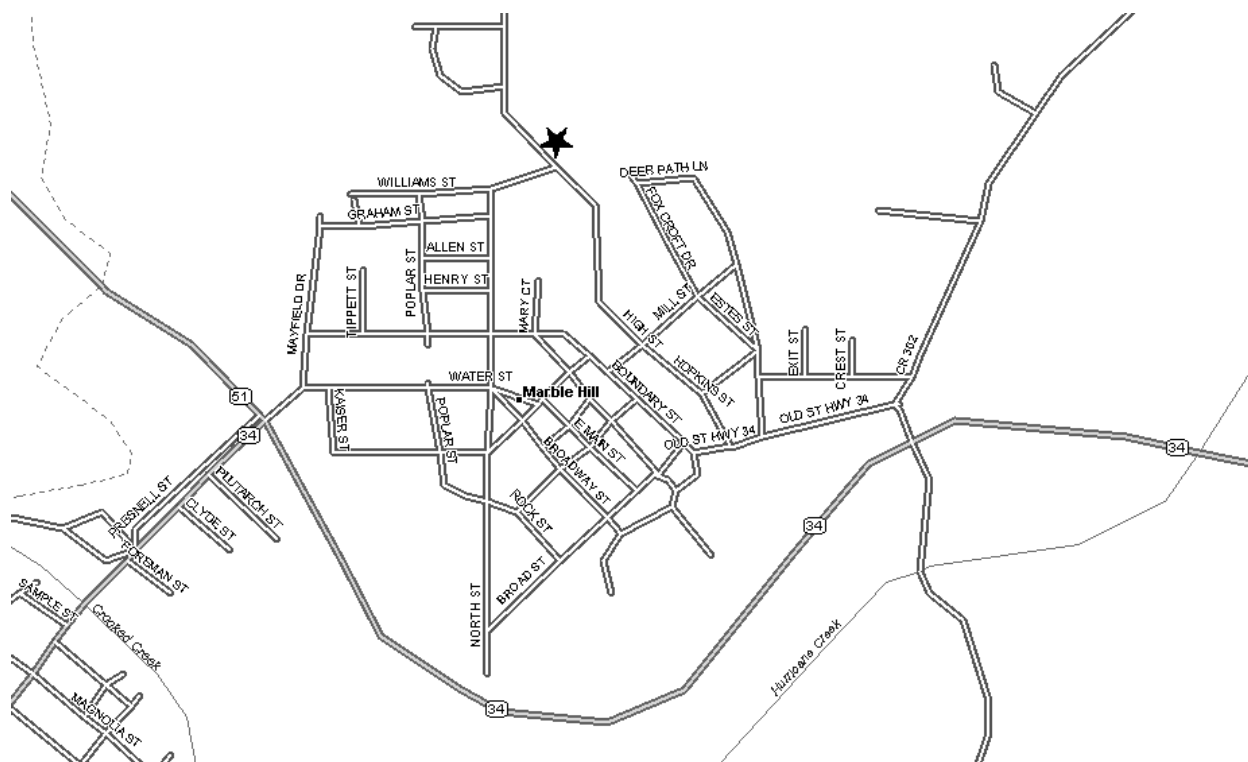 DEER PATH LN
WILLIAMS ST
GRAHAM ST
FOX CROFT DR
ALLEN ST
HENRY ST
POPLAR ST
TIPPETT ST
MAYFIELD DR
MARY CT
MILL ST
ESTES ST
HIGH ST
EXIT ST
CREST ST
CR 302
HOPKINS ST
WATER ST
Marble Hill
BOUNDARY ST
51
KAISER ST
POPLAR ST
OLD ST HWY 34
OLD ST HWY 34
34
34
E MAIN ST
BROADWAY ST
PRESNELL ST
PLUTARCH ST
CLYDE ST
ROCK ST
34
FOREMAN ST
BROAD ST
SAMPLE ST
Crooked Creek
NORTH ST
Hurricane Creek
MAGNOLIA ST
34